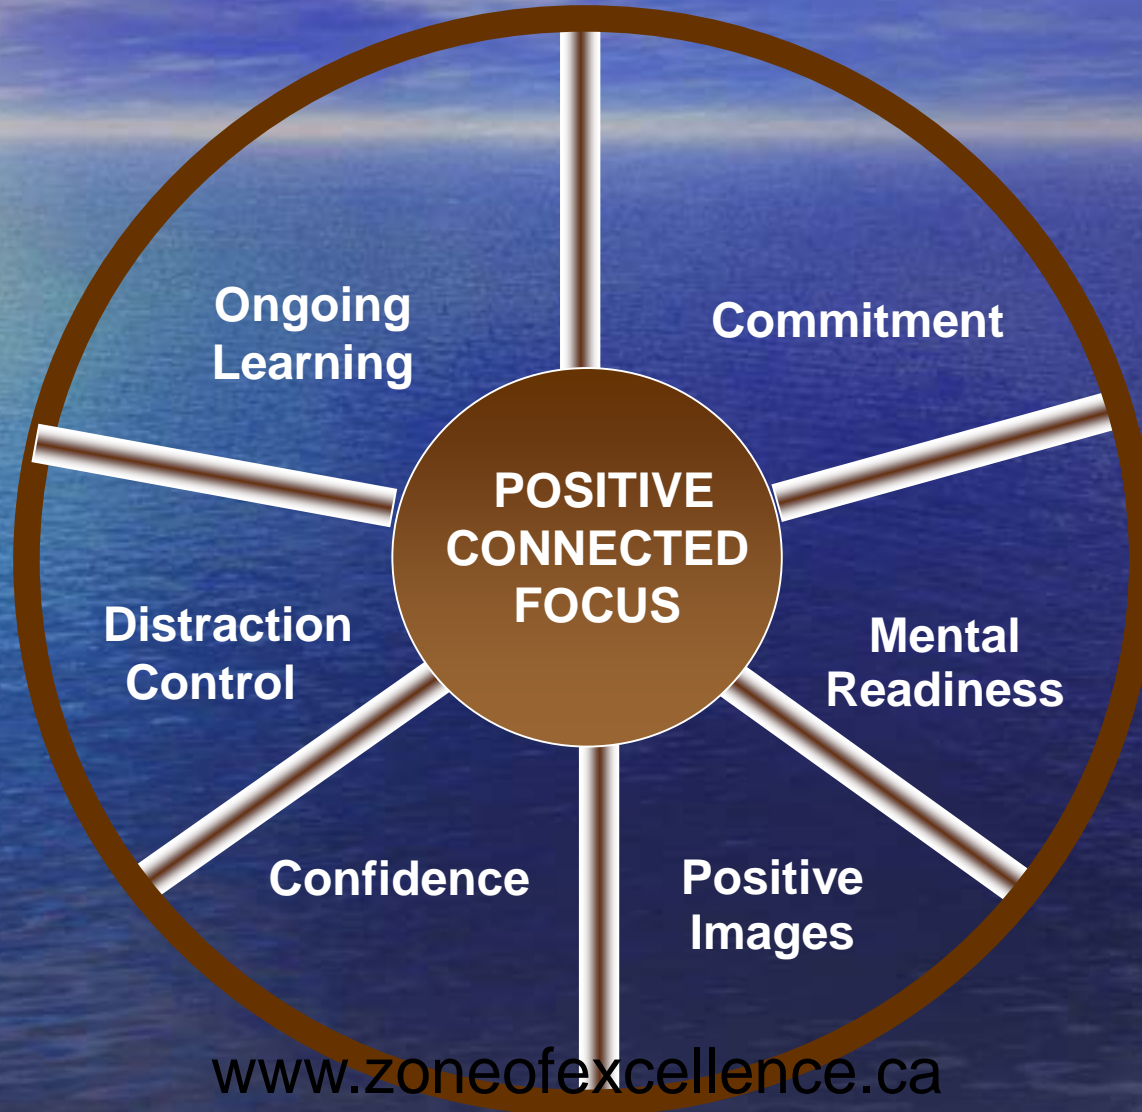 Ongoing
Learning
Commitment
POSITIVE
CONNECTED
FOCUS
Distraction
Control
Mental
Readiness
Confidence
Positive
Images
www.zoneofexcellence.ca